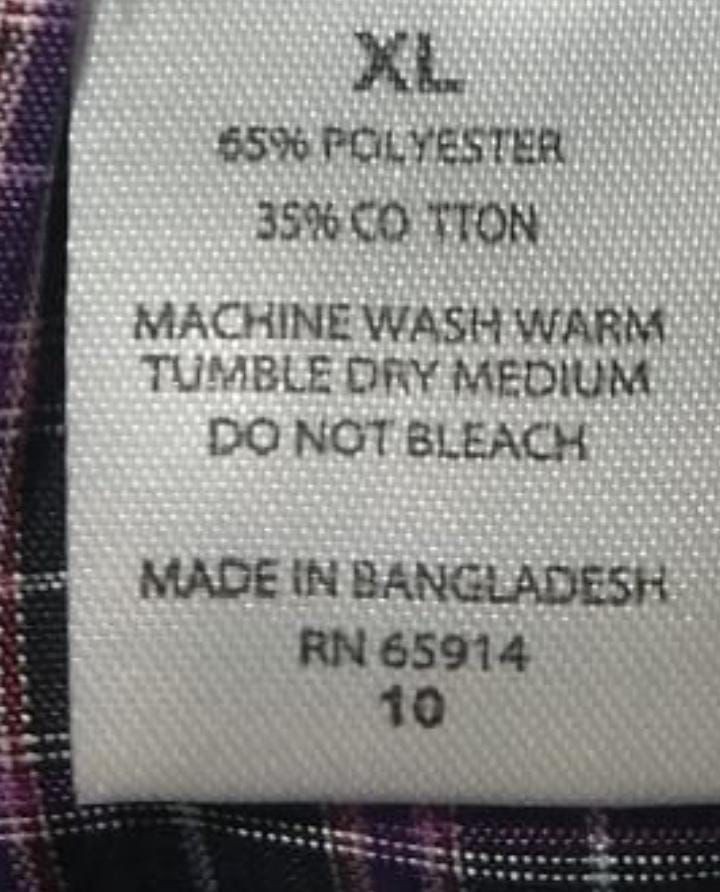 XL
65% POLYESTER
35% CO TTON
MACHINE WASH WARM
TUMBLE DRY MEDIUM
DO NOT BLEACH
MADE IN BANGLADESH
RN 65914
10